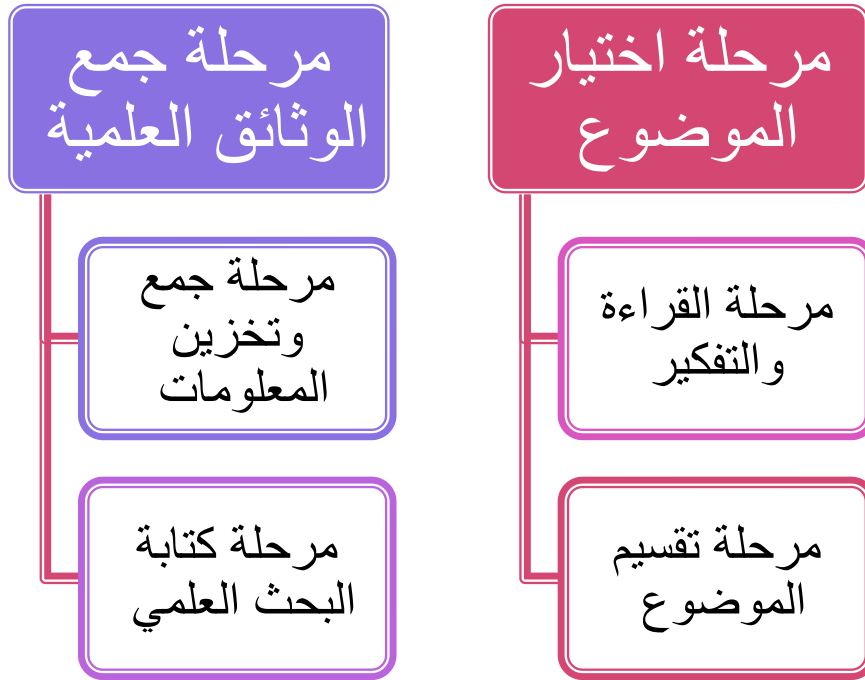 مرحلة اختيار
الموضوع
مرحلة القراءة
والتفكير
مرحلة تقسيم
الموضوع
مرحلة جمع
الوثائق العلمية
مرحلة جمع
وتخزين
المعلومات
مرحلة كتابة
البحث العلمي